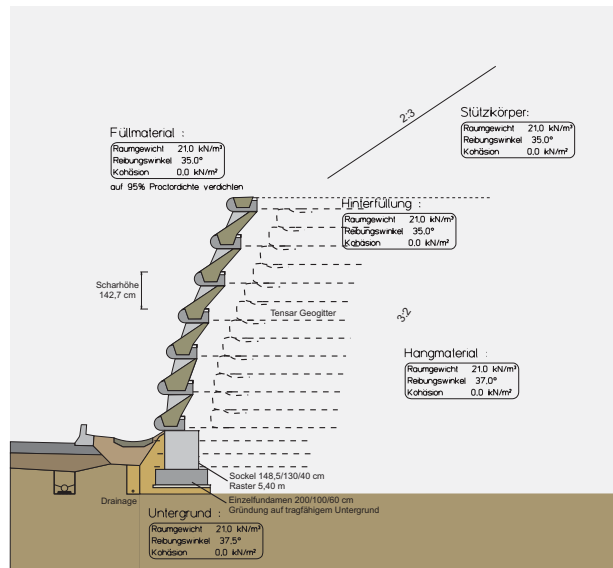 2:3
Stützkörper:
Raumgewicht 21.0 kN/m³
Reibungswinkel 35.0°
Kohäsion 0.0 kN/m²
Füllmaterial :
Raumgewicht 21.0 kN/m³
Reibungswinkel 35.0°
Kohäsion 0.0 kN/m²
auf 95% Proctordichte verdichten
Hinterfüllung :
Raumgewicht 21.0 kN/m³
Reibungswinkel 35.0°
Kohäsion 0.0 kN/m²
Scharhöhe
142,7 cm
Tensar Geogitter
3:2
Hangmaterial :
Raumgewicht 21.0 kN/m³
Reibungswinkel 37.0°
Kohäsion 0.0 kN/m²
Sockel 148,5/130/40 cm
Raster 5,40 m
Drainage
Einzelfundamen 200/100/60 cm
Gründung auf tragfähigem Untergrund
Untergrund :
Raumgewicht 21.0 kN/m³
Reibungswinkel 37.5°
Kohäsion 0.0 kN/m²